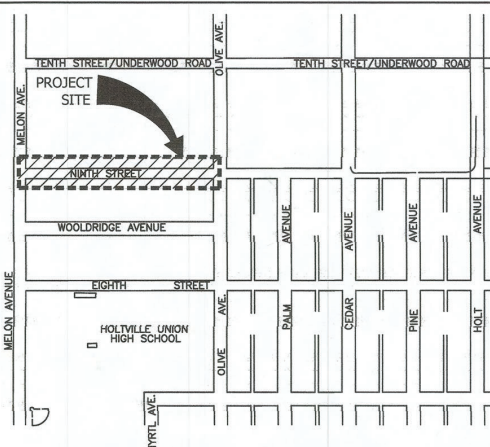 OLIVE AVE.
TENTH STREET/UNDERWOOD ROAD
TENTH STREET/UNDERWOOD ROAD
PROJECT
SITE
MELON AVE.
NINTH STREET
WOOLDRIDGE AVENUE
AVENUE
AVENUE
AVENUE
AVENUE
MELON AVENUE
EIGHTH STREET
HOLTVILLE UNION
HIGH SCHOOL
OLIVE AVE.
PALM
CEDAR
PINE
HOLT
MYRTL AVE.